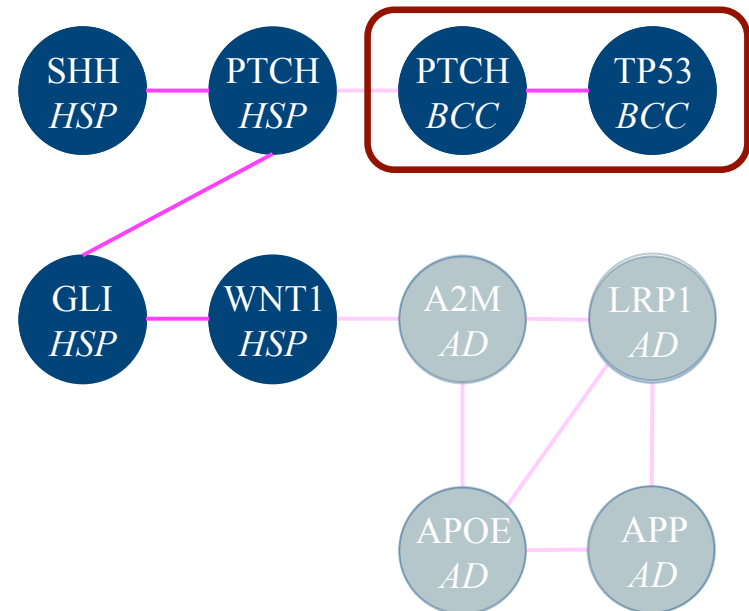 SHH
HSP
PTCH
HSP
PTCH
BCC
TP53
BCC
GLI
HSP
WNT1
HSP
A2M
AD
LRP1
AD
APOE
AD
APP
AD